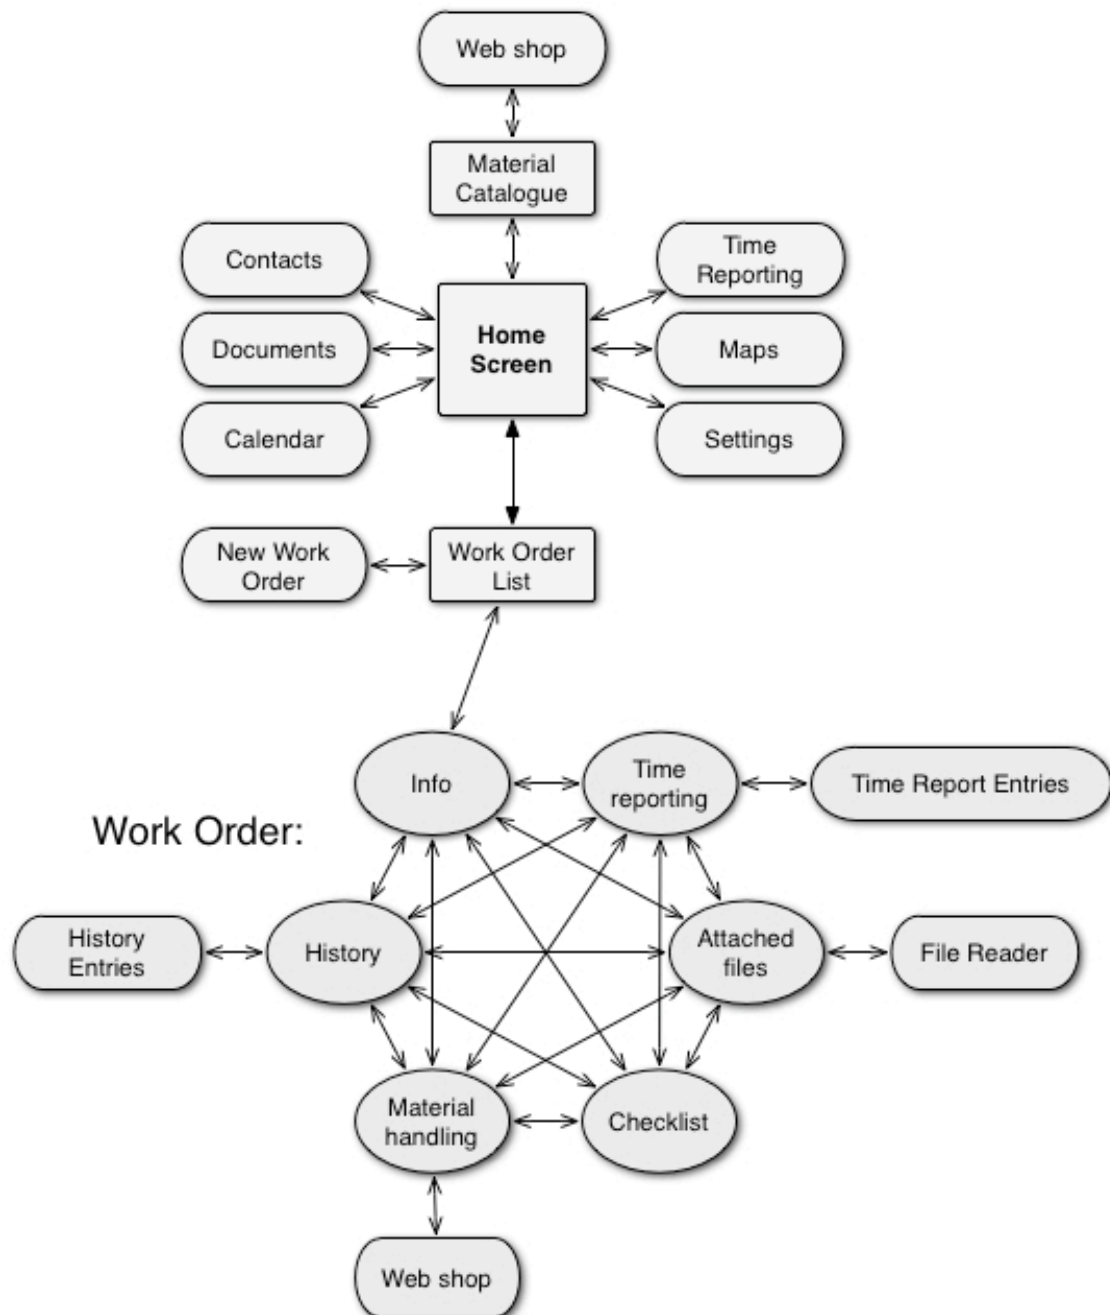 Web shop
Material
Catalogue
Contacts
Time
Reporting
Documents
Home
Screen
Maps
Calendar
Settings
New Work
Order
Work Order
List
Info
Time
reporting
Time Report Entries
Work Order:
History
Entries
History
Attached
files
File Reader
Material
handling
Checklist
Web shop